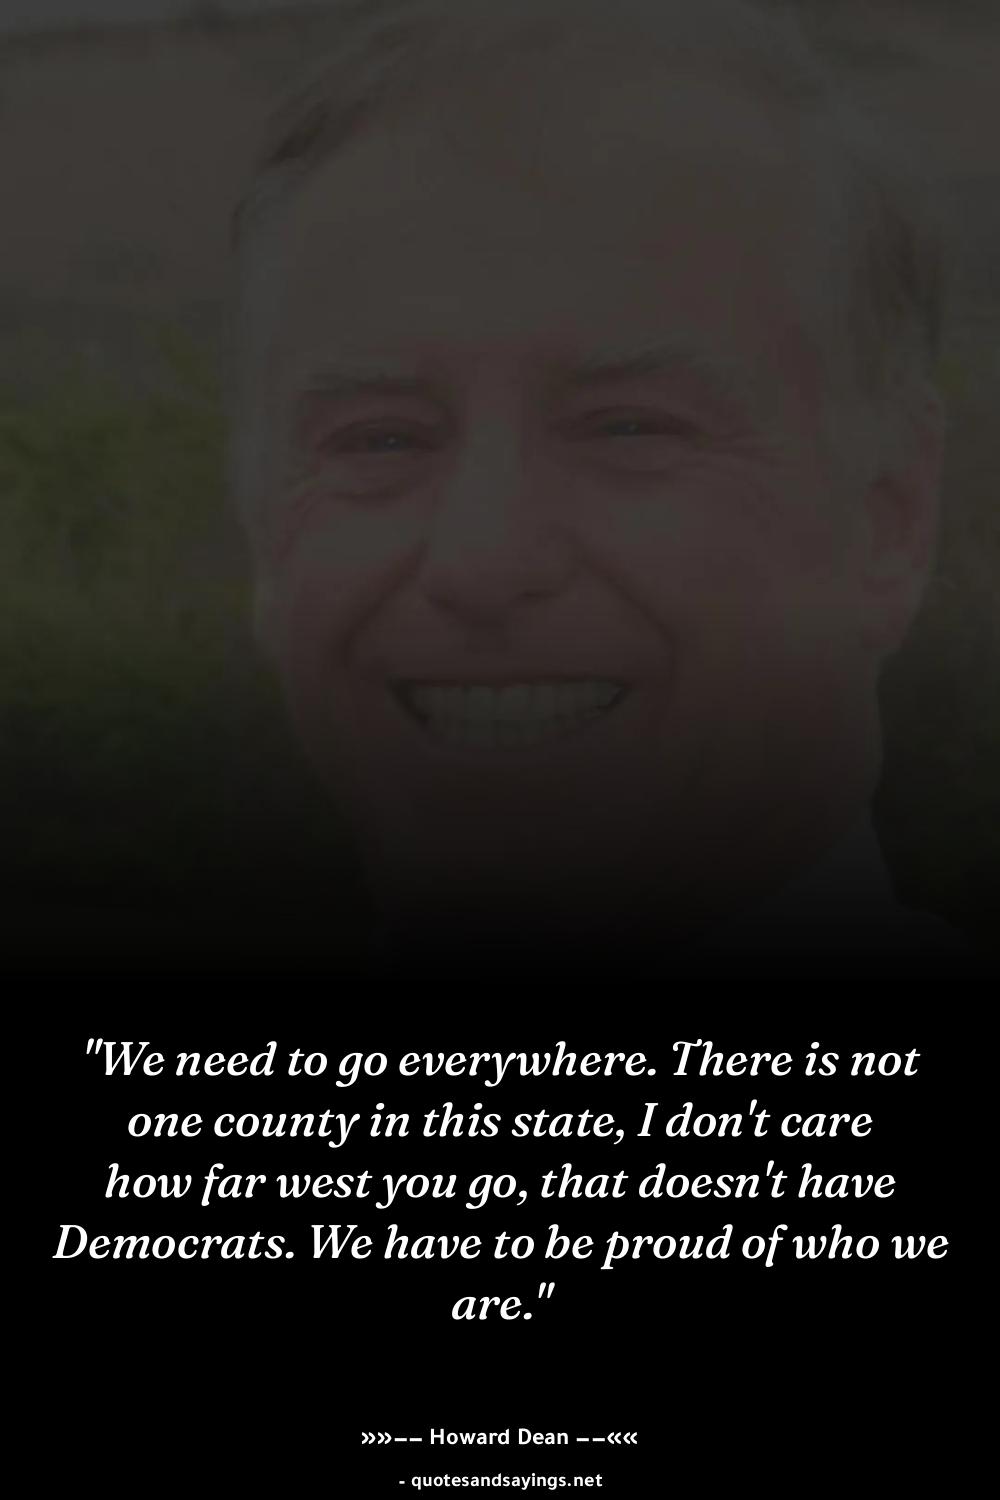 "We need to go everywhere. There is not
one county in this state, I don't care
how far west you go, that doesn't have
Democrats. We have to be proud of who we
are."
»»−− Howard Dean −−««
- quotesandsayings.net